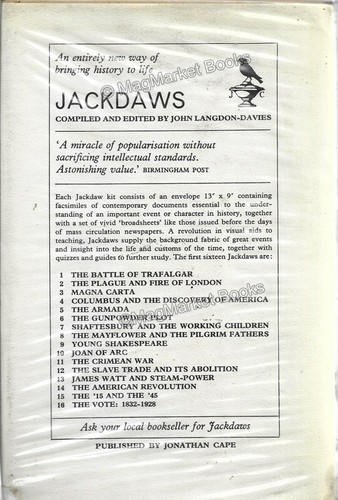 An entirely new way of
bringing history to life
J C
JACKDAWS
COMPILED AND EDITED BY JOHN LANGDON-DAVIES
'A miracle of popularisation without
sacrificing intellectual standards.
Astonishing value.' BIRMINGHAM POST
Each Jackdaw kit consists of an envelope 13" x 9" containing
facsimiles of contemporary documents essential to the under-
standing of an important event or character in history, together
with a set of vivid 'broadsheets' like those issued before the
days of mass circulation newspapers. A revolution in visual aids to
teaching, Jackdaws supply the background fabric of great events
and insight into the life and customs of the time, together with
quizzes and guides to further study. The first sixteen Jackdaws are:
1 THE BATTLE OF TRAFALGAR
2 THE PLAGUE AND FIRE OF LONDON
3 MAGNA CARTA
4 COLUMBUS AND THE DISCOVERY OF AMERICA
5 THE ARMADA
6 THE GUNPOWDER PLOT
7 SHAFTESBURY AND THE WORKING CHILDREN
8 THE MAYFLOWER AND THE PILGRIM FATHERS
9 YOUNG SHAKESPEARE
10 JOAN OF ARC
11 THE CRIMEAN WAR
12 THE SLAVE TRADE AND ITS ABOLITION
13 JAMES WATT AND STEAM-POWER
14 THE AMERICAN REVOLUTION
15 THE '15 AND THE '45
16 THE VOTE: 1832-1928
Ask your local bookseller for Jackdaws
PUBLISHED BY JONATHAN CAPE
© MagMarket Books
© MagMarket Books